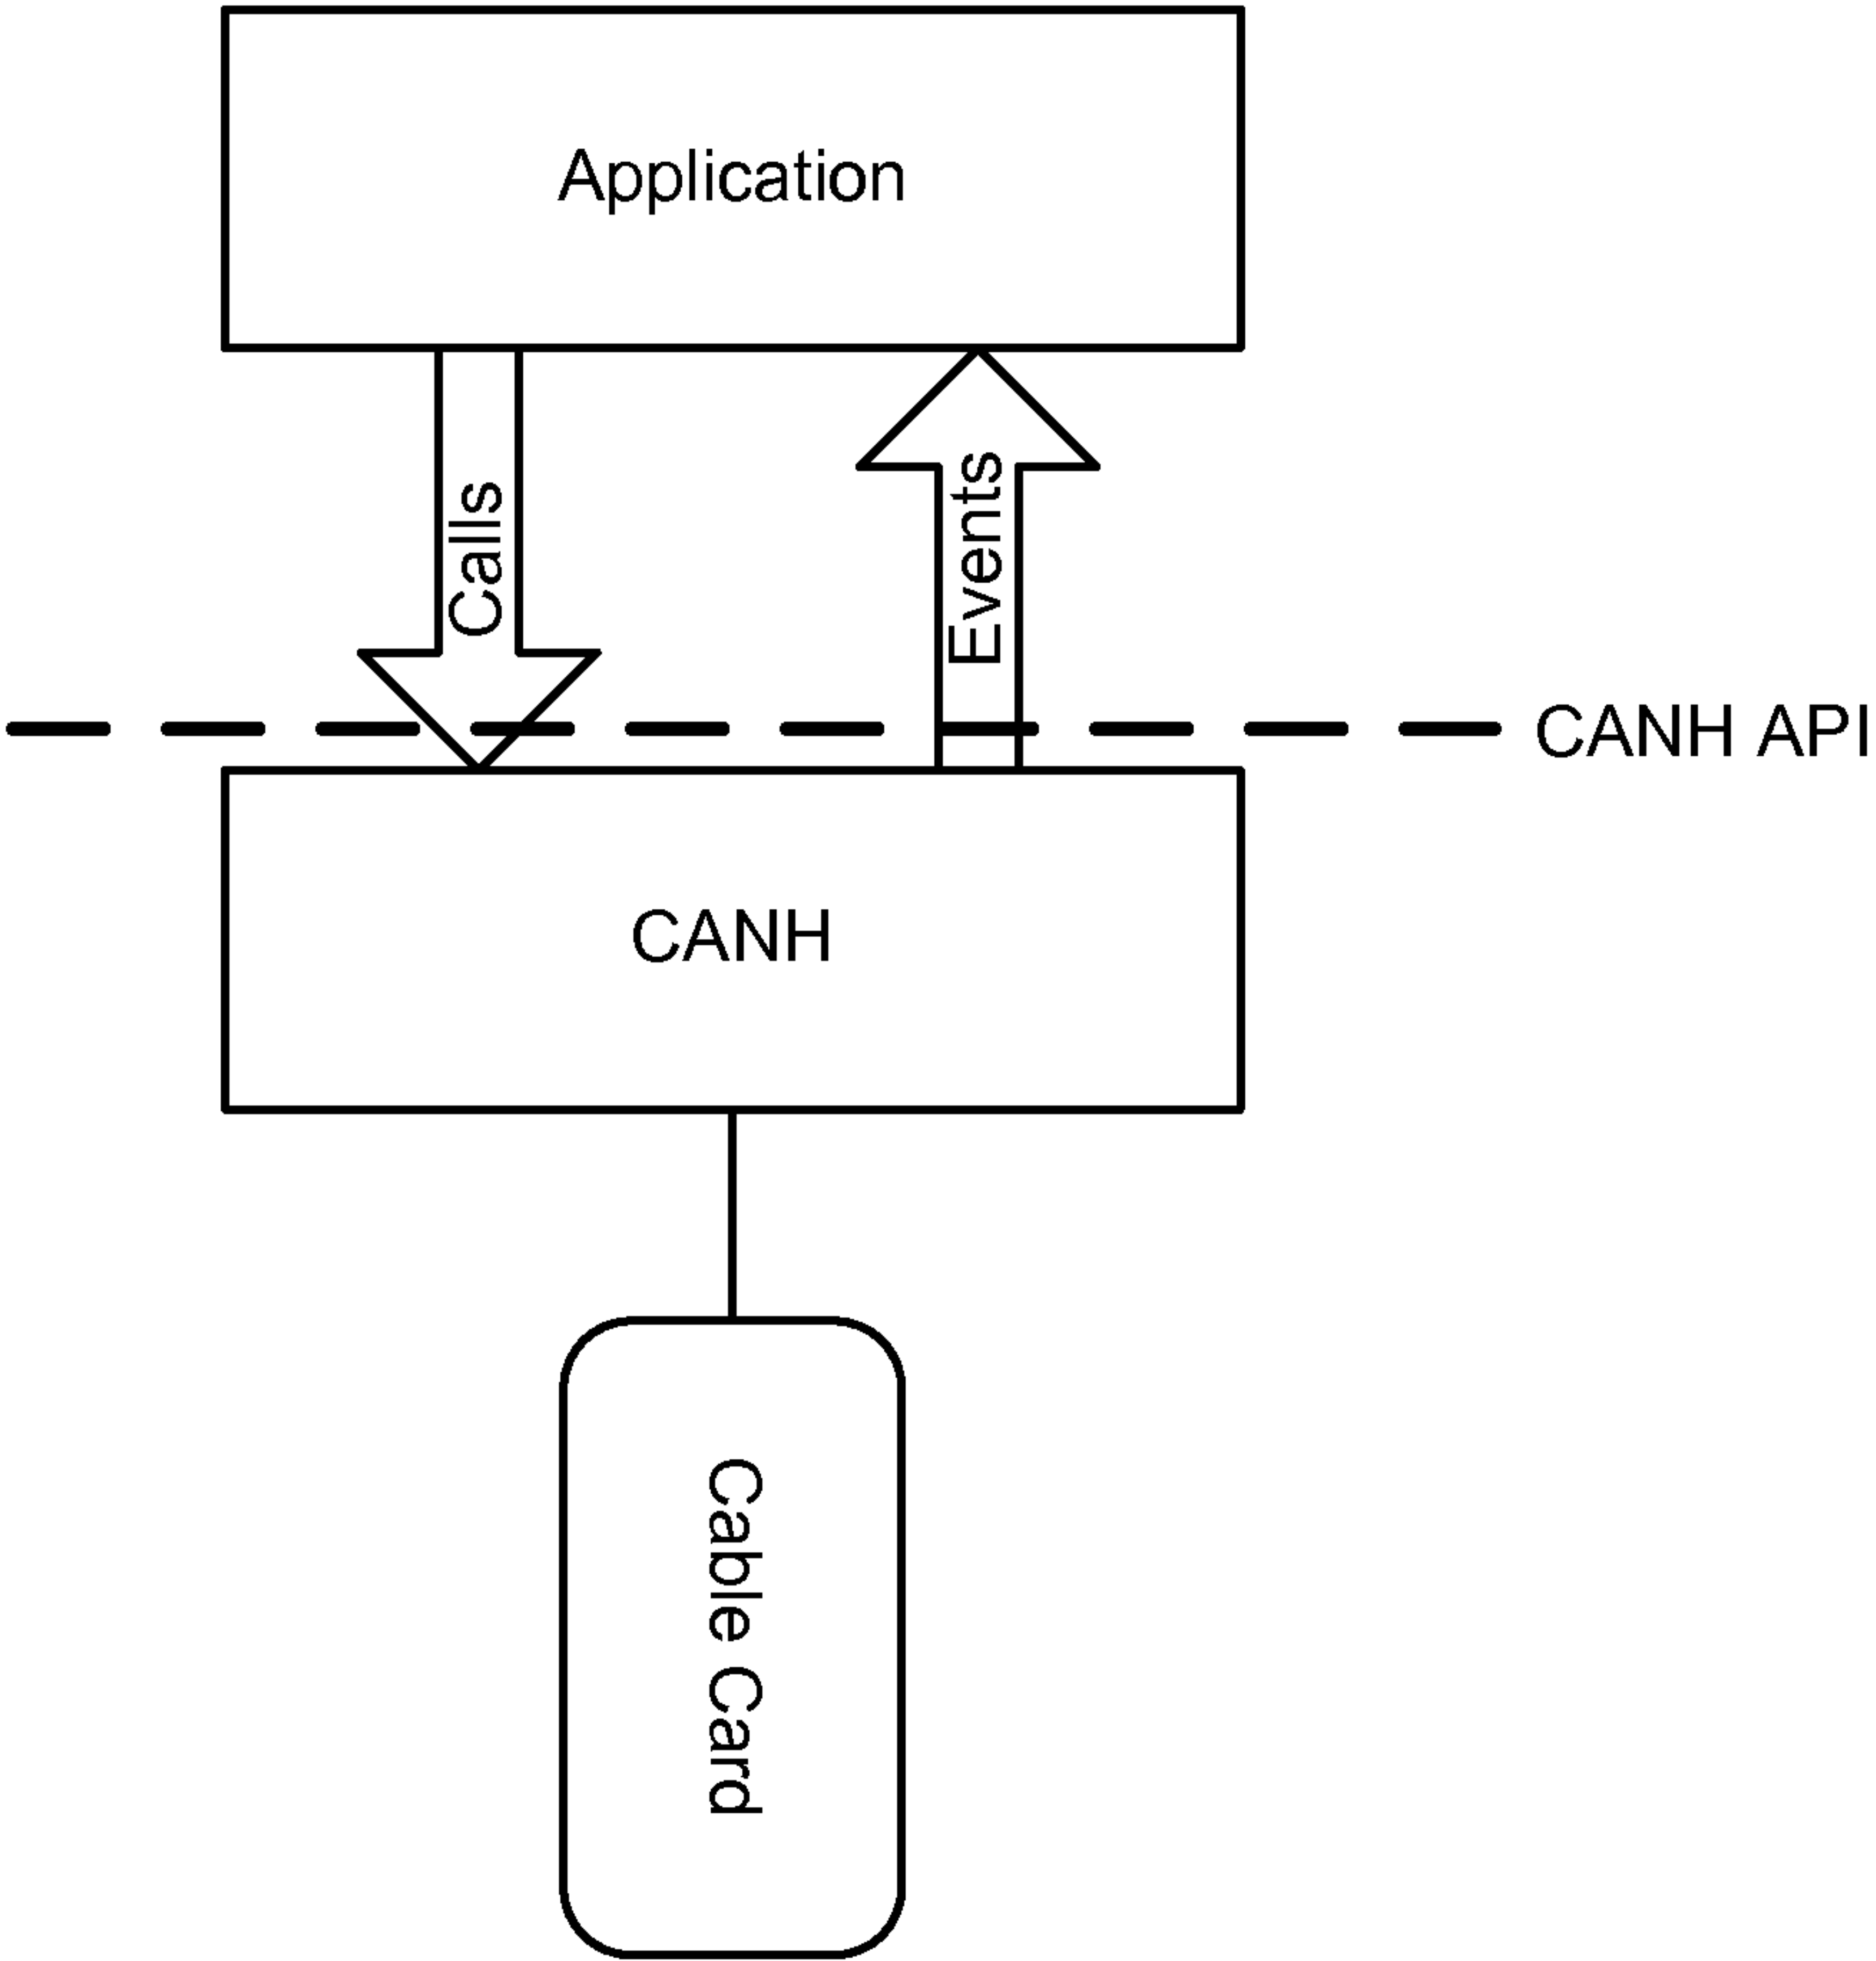 Application
Calls
Events
CANH API
CANH
Cable Card